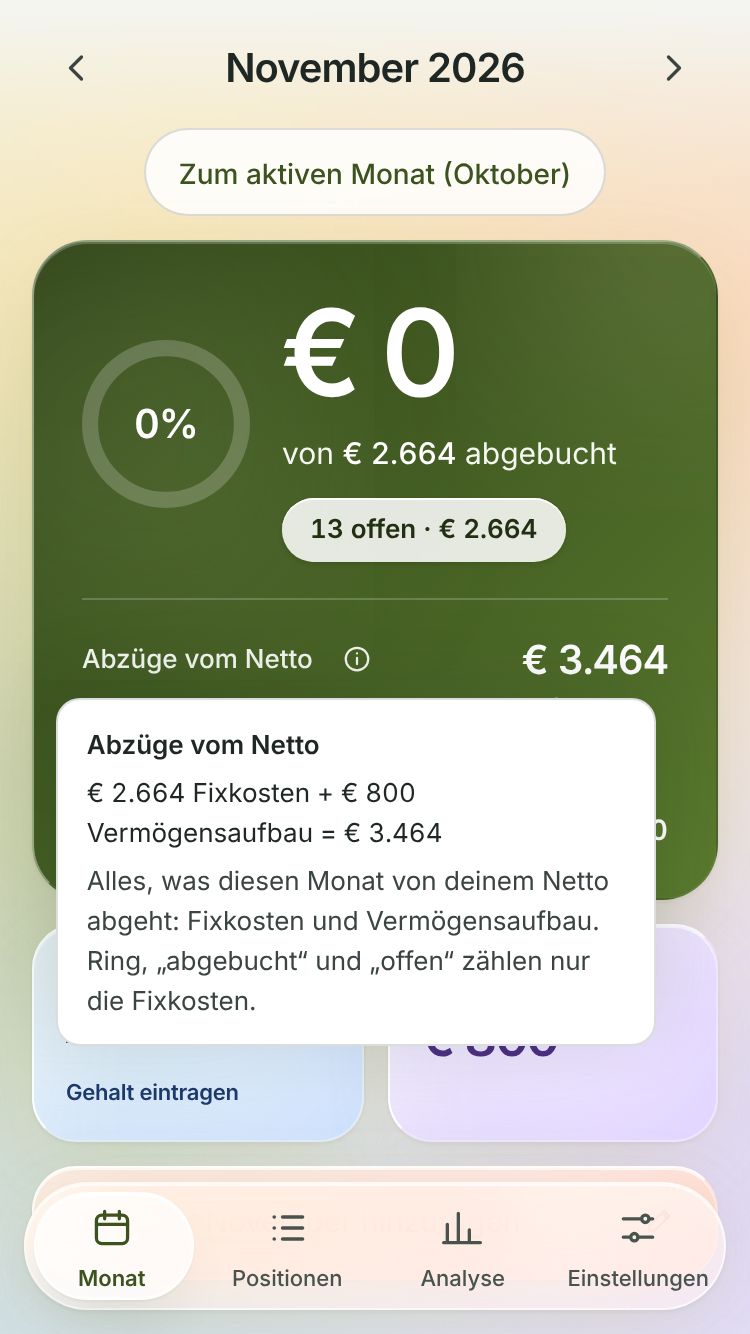 November 2026
Zum aktiven Monat (Oktober)
€ 0
0%
von € 2.664 abgebucht
13 offen · € 2.664
Abzüge vom Netto
€ 3.464
Abzüge vom Netto
€ 2.664 Fixkosten + € 800
Vermögensaufbau = € 3.464
Alles, was diesen Monat von deinem Netto
abgeht: Fixkosten und Vermögensaufbau.
Ring, „abgebucht“ und „offen“ zählen nur
die Fixkosten.
€ 800
Gehalt eintragen
Monat
Positionen
Analyse
Einstellungen